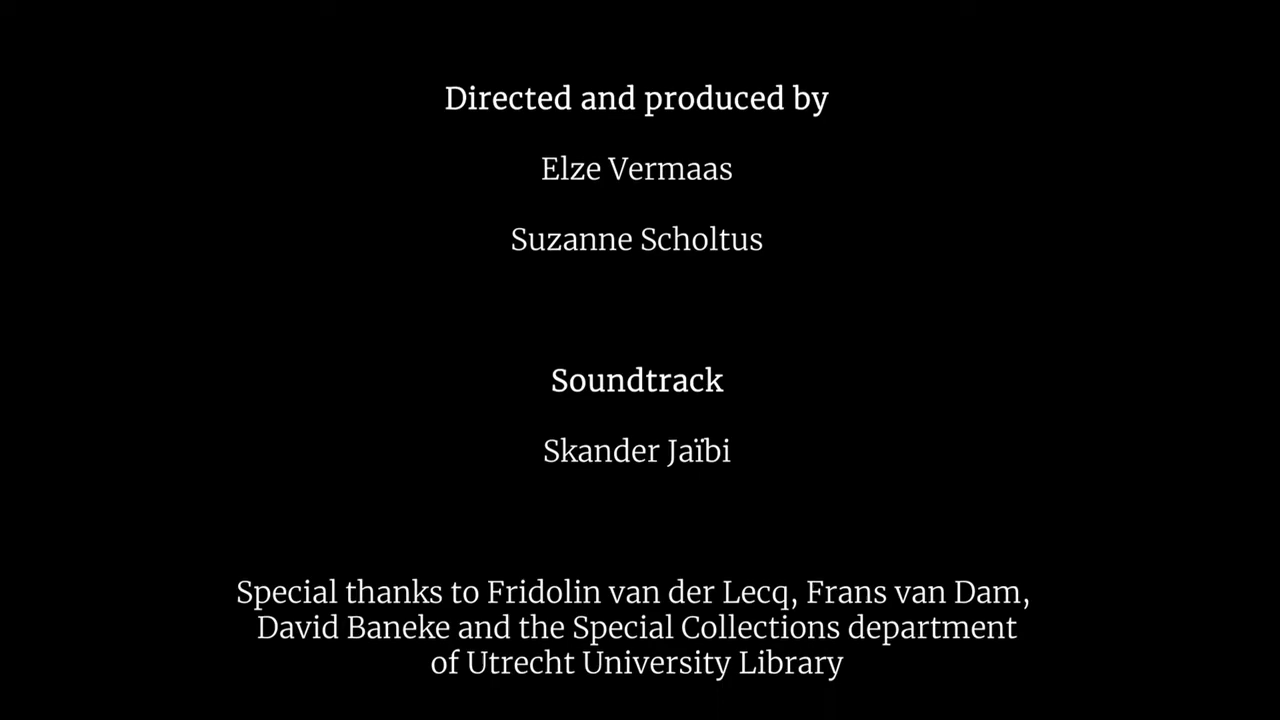 Directed and produced by
Elze Vermaas
Suzanne Scholtus
Soundtrack
Skander Jaïbi
Special thanks to Fridolin van der Lecq, Frans van Dam,
David Baneke and the Special Collections department
of Utrecht University Library